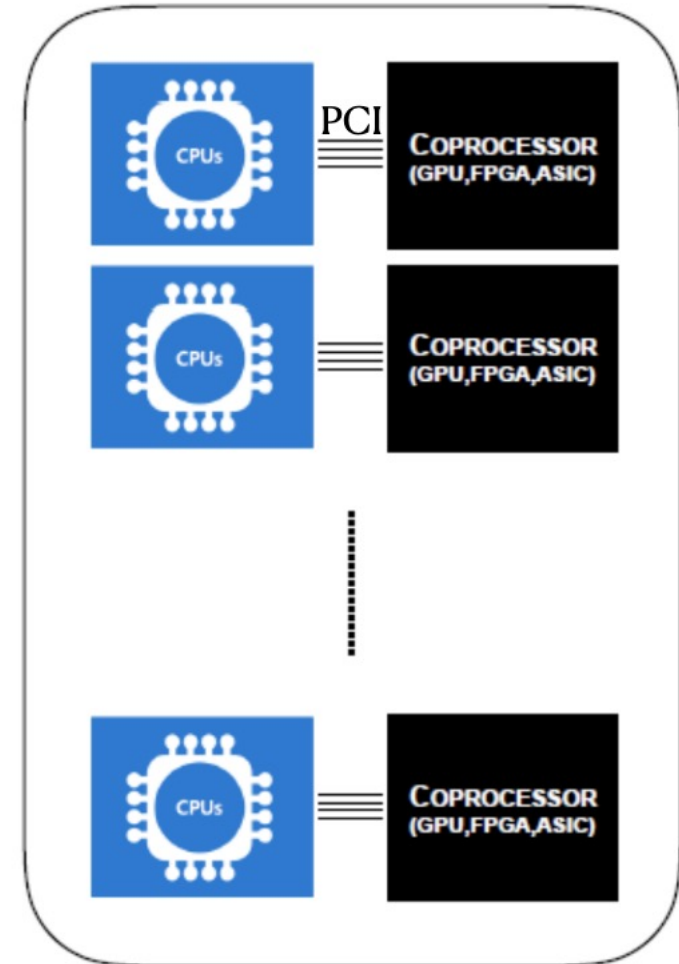 CPUs
PCI
COPROCESSOR
(GPU,FPGA,ASIC)
CPUs
COPROCESSOR
(GPU,FPGA,ASIC)
CPUs
COPROCESSOR
(GPU,FPGA,ASIC)